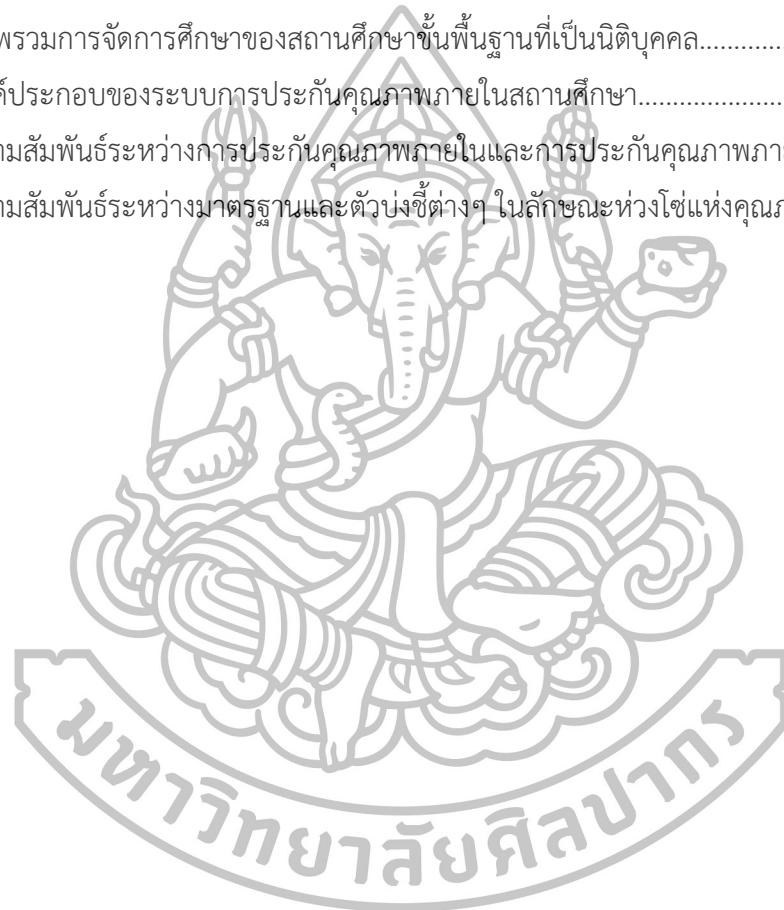 พรวมการจัดการศึกษาของสถานศึกษาขั้นพื้นฐานที่เป็นนิติบุคคล.............
ค์ประกอบของระบบการประกันคุณภาพภายในสถานศึกษา......................
ามสัมพันธ์ระหว่างการประกันคุณภาพภายในและการประกันคุณภาพภาย
ามสัมพันธ์ระหว่างมาตรฐานและตัวบ่งชี้ต่างๆ ในลักษณะห่วงโซ่แห่งคุณภ
มหาวิทยาลัยศิลปากร